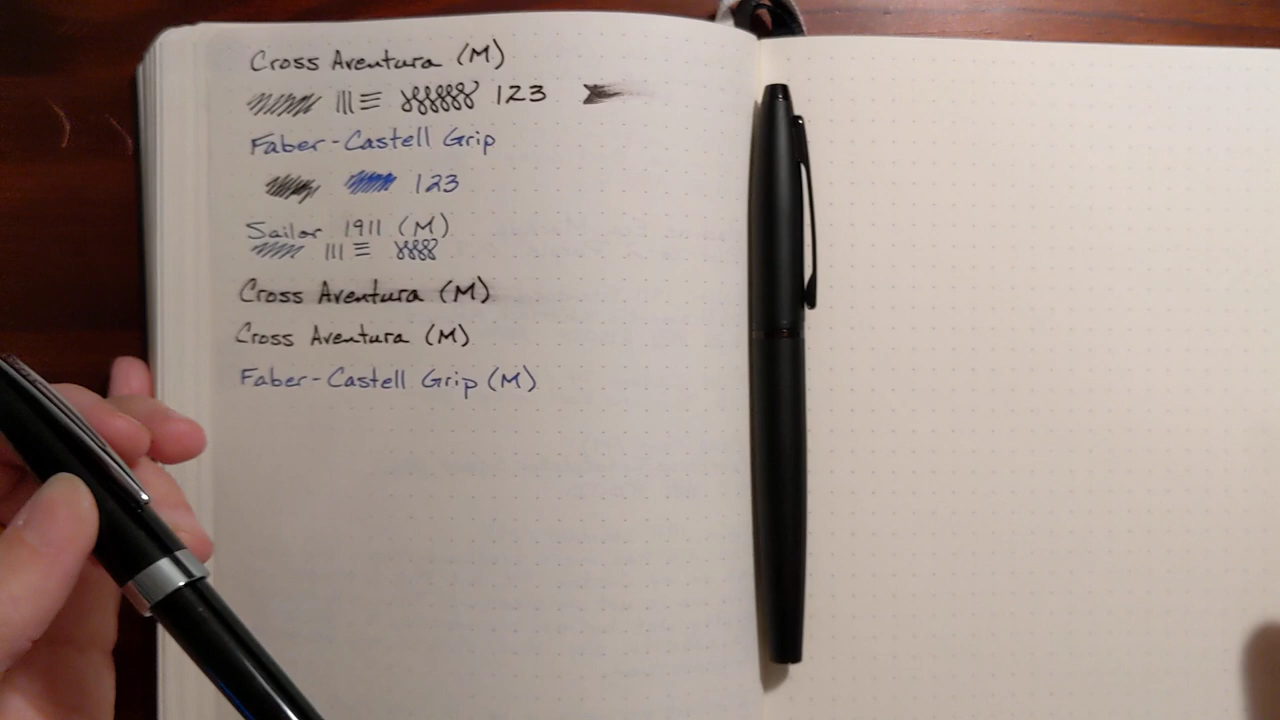 Cross Aventura (M)
123
Faber-Castell Grip
123
Sailor 1911 (M)
Cross Aventura (M)
Cross Aventura (M)
Faber-Castell Grip (M)